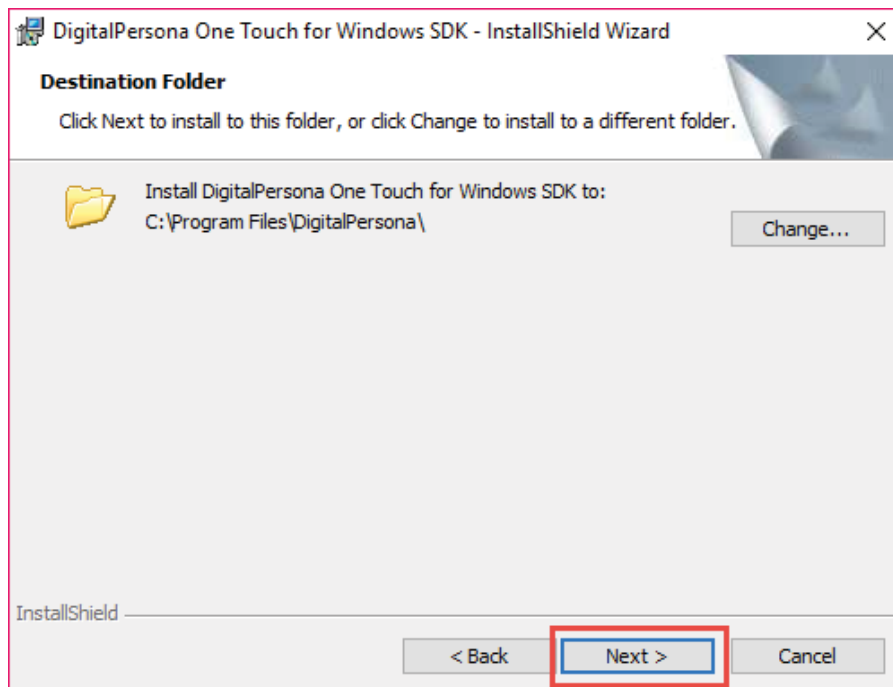 DigitalPersona One Touch for Windows SDK - InstallShield Wizard
Destination Folder
Click Next to install to this folder, or click Change to install to a different folder.
Install DigitalPersona One Touch for Windows SDK to:
C:\Program Files\DigitalPersona\
Change...
InstallShield
< Back
Next >
Cancel